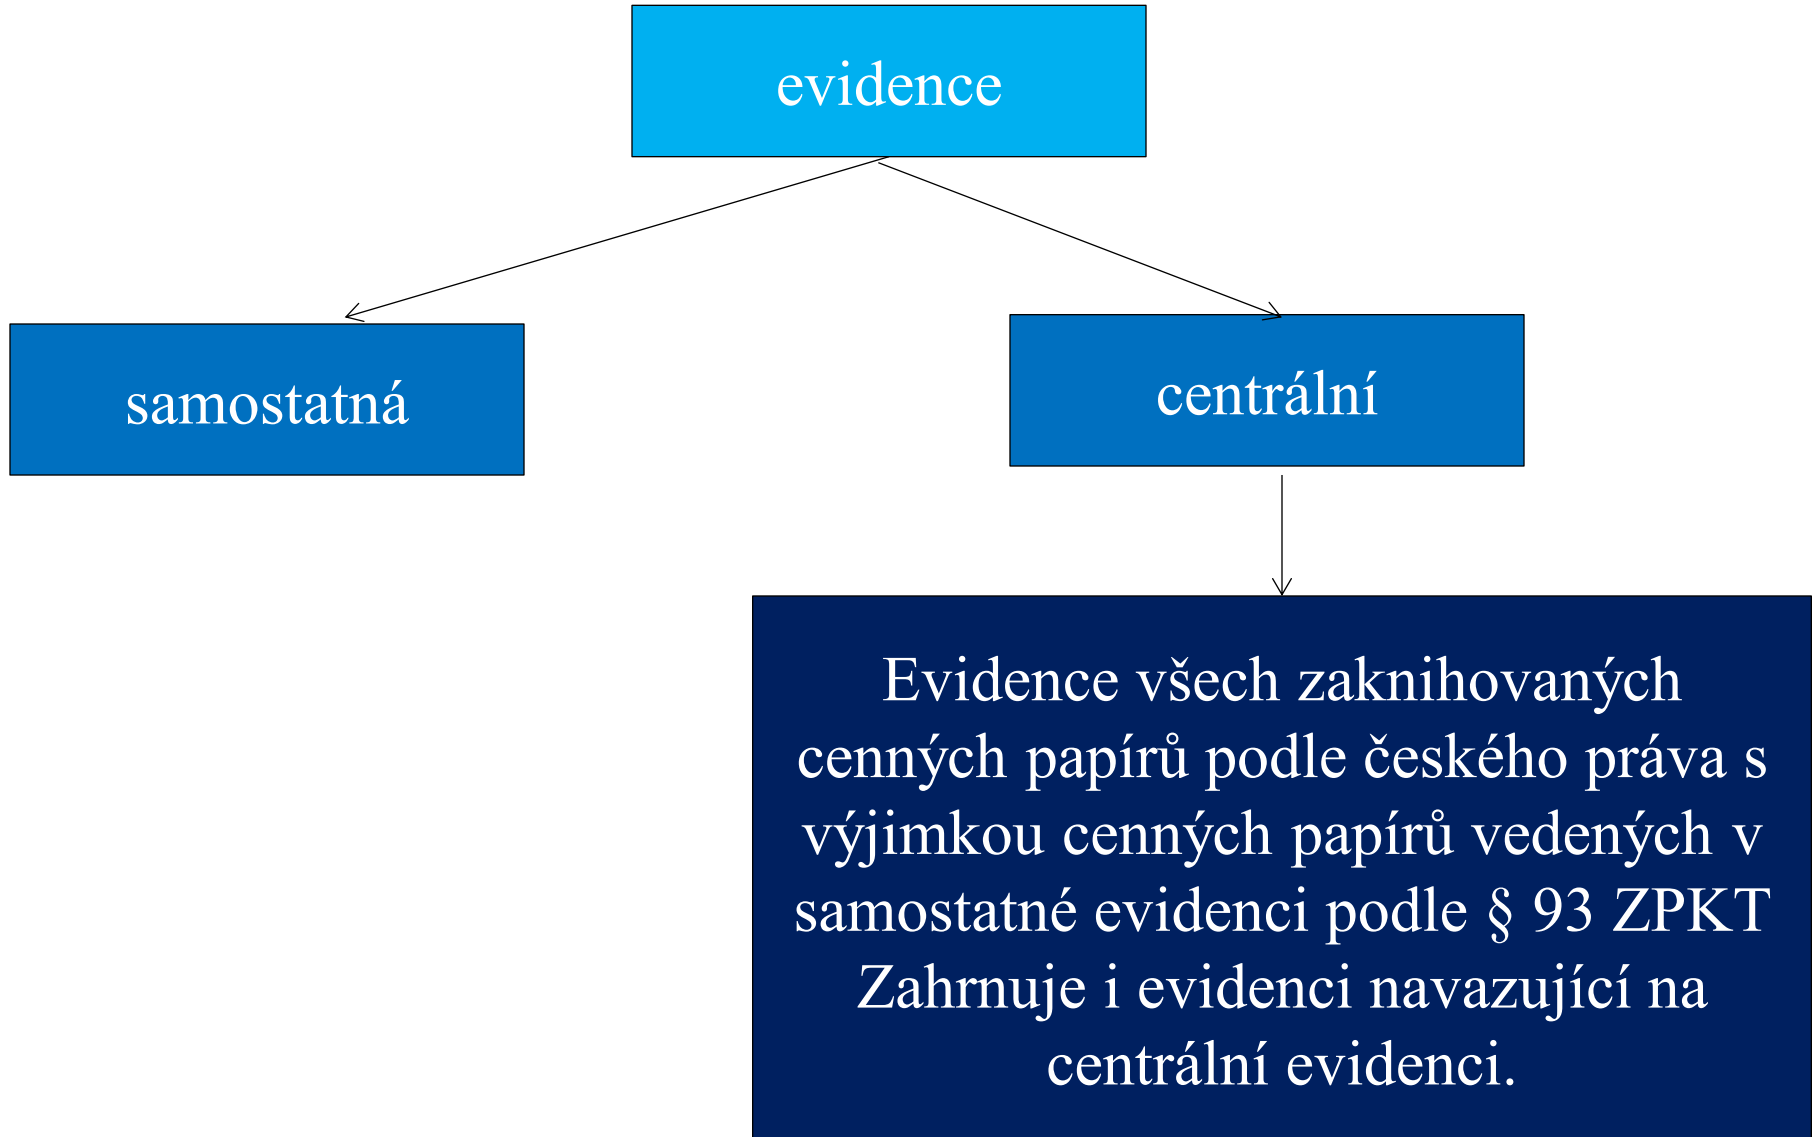 evidence
samostatná
centrální
Evidence všech zaknihovaných
cenných papírů podle českého práva s
výjimkou cenných papírů vedených v
samostatné evidenci podle § 93 ZPKT
Zahrnuje i evidenci navazující na
centrální evidenci.